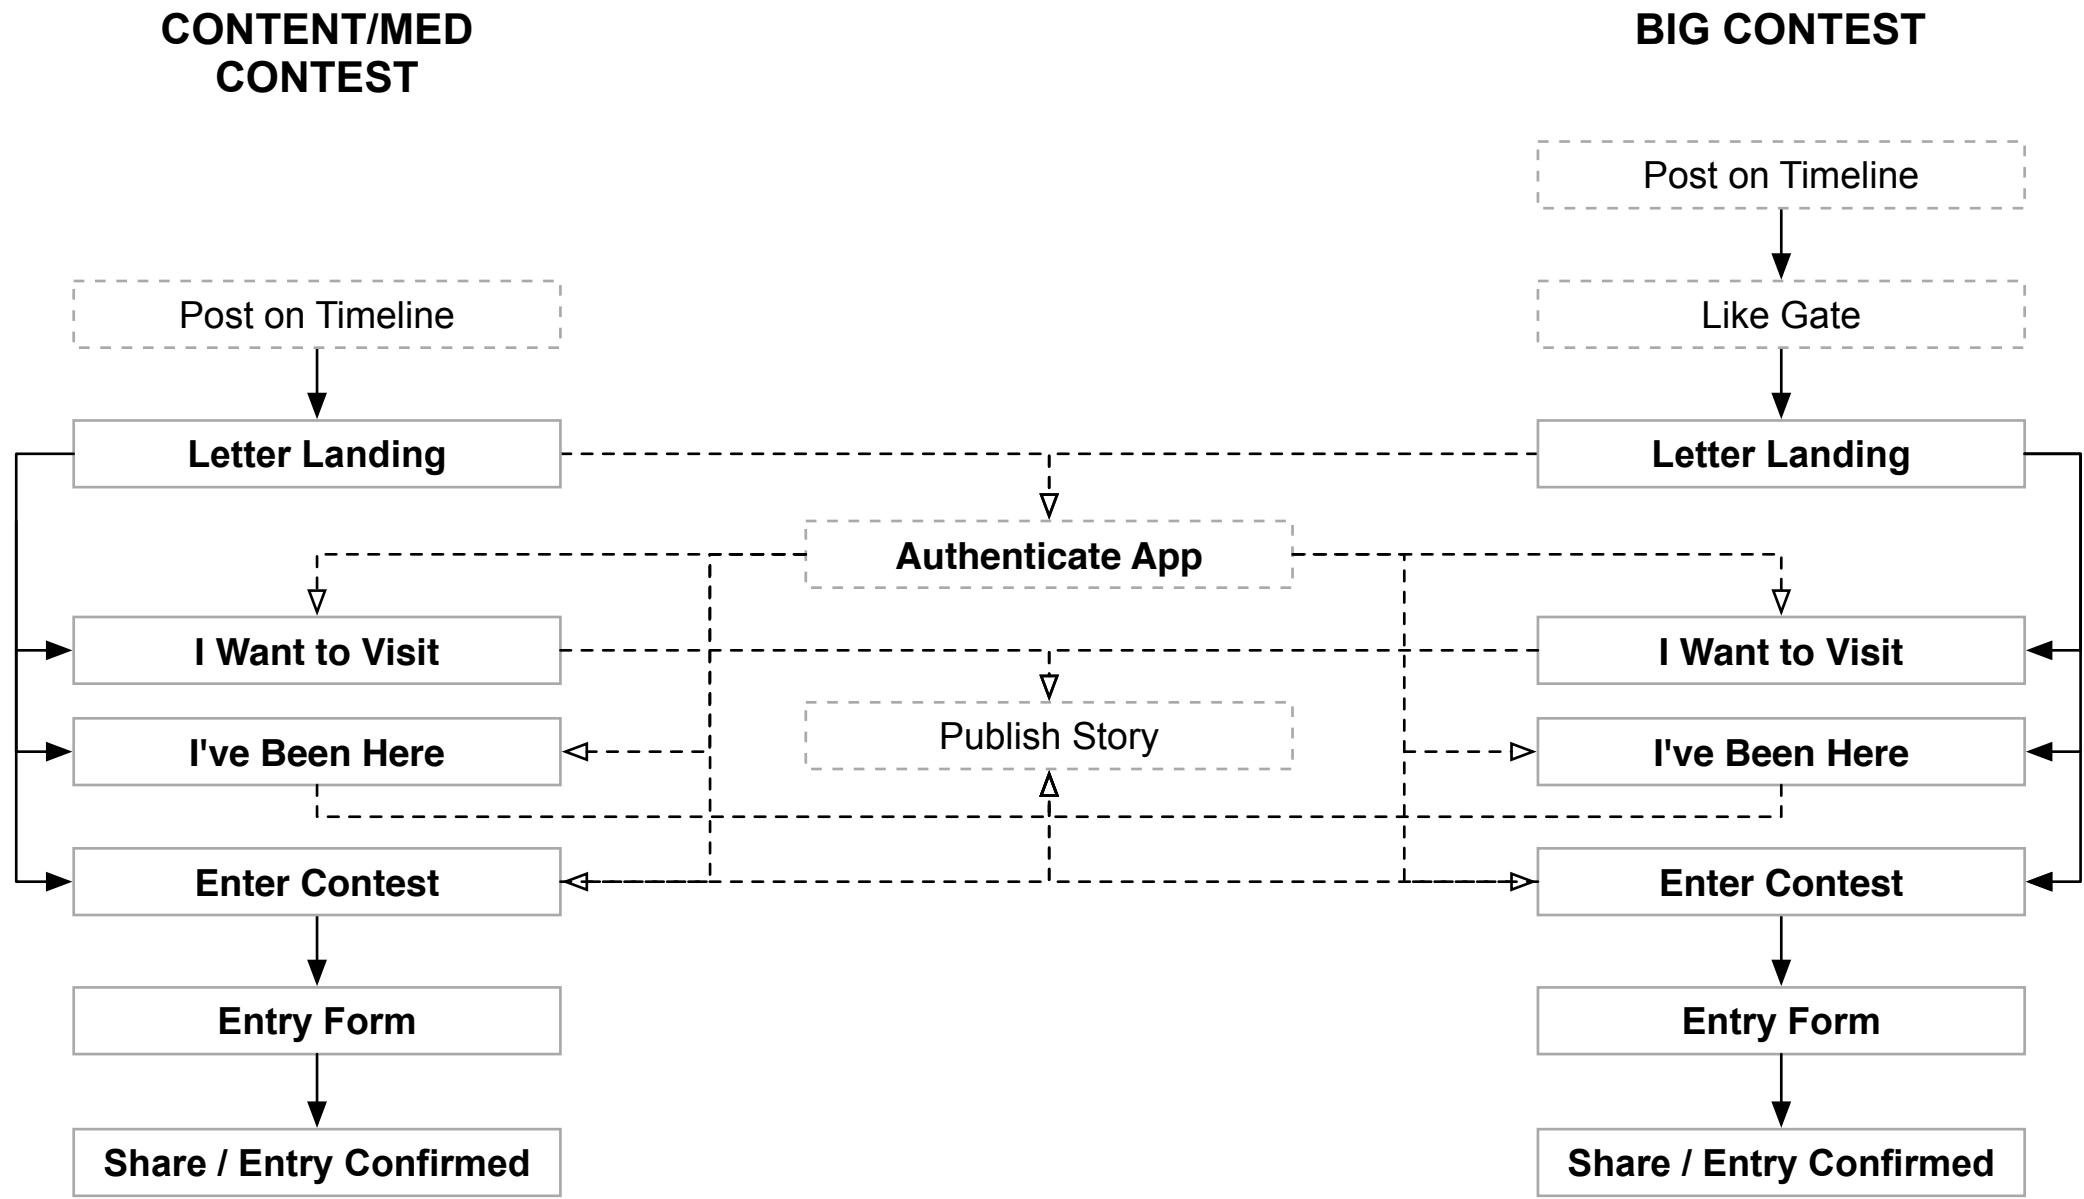 CONTENT/MED
CONTEST
Post on Timeline
Letter Landing
I Want to Visit
I've Been Here
Enter Contest
Entry Form
Share / Entry Confirmed
Authenticate App
Publish Story
BIG CONTEST
Post on Timeline
Like Gate
Letter Landing
I Want to Visit
I've Been Here
Enter Contest
Entry Form
Share / Entry Confirmed